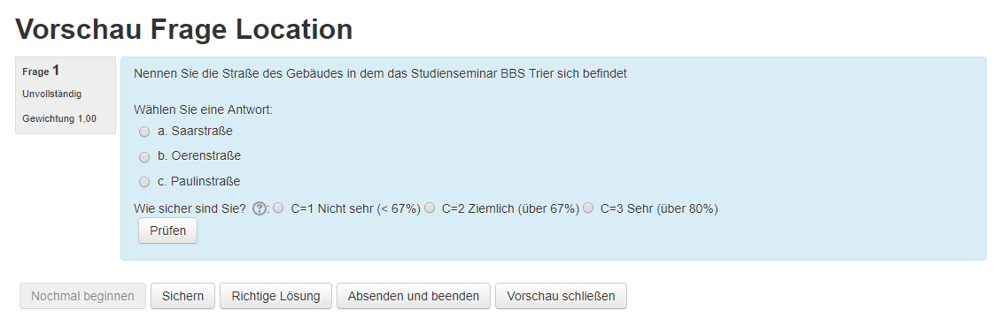 Vorschau Frage Location
Frage 1
Unvollständig
Gewichtung 1,00
Nennen Sie die Straße des Gebäudes in dem das Studienseminar BBS Trier sich befindet
Wählen Sie eine Antwort:
a. Saarstraße
b. Oerenstraße
c. Paulinstraße
Wie sicher sind Sie? ?: C=1 Nicht sehr (< 67%) C=2 Ziemlich (über 67%) C=3 Sehr (über 80%)
Prüfen
Nochmal beginnen Sichern Richtige Lösung Absenden und beenden Vorschau schließen